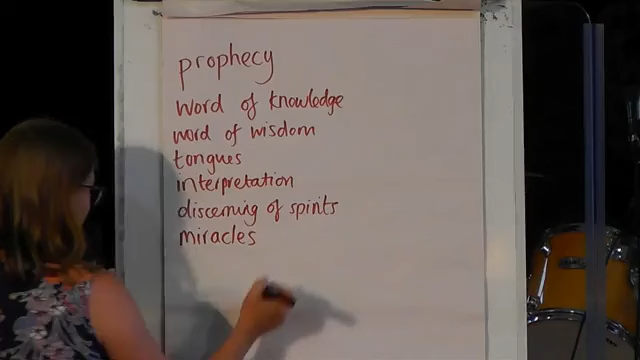 prophecy
word of knowledge
word of wisdom
tongues
interpretation
discerning of spirits
miracles